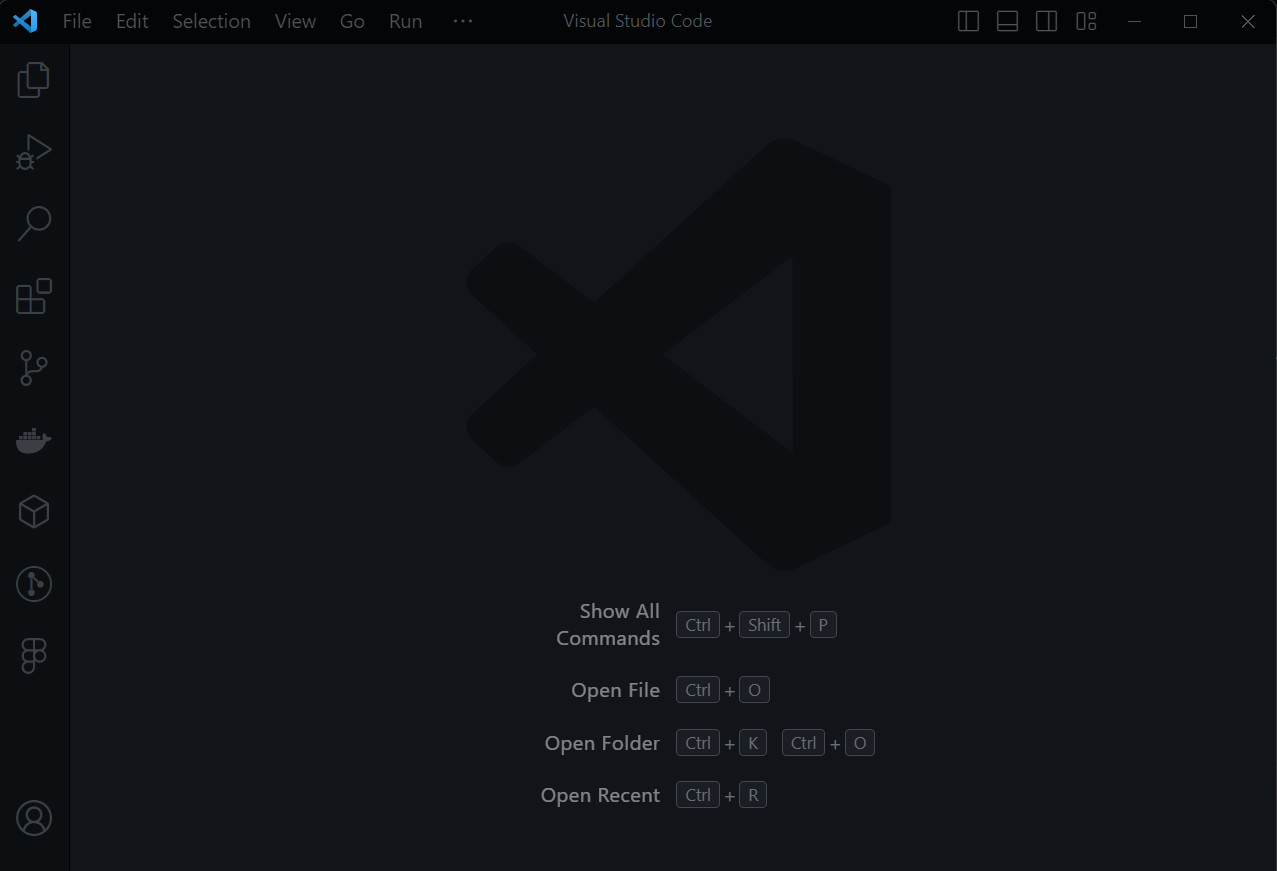 File Edit Selection View Go Run ··· Visual Studio Code
Show All
Commands Ctrl + Shift + P
Open File Ctrl + O
Open Folder Ctrl + K Ctrl + O
Open Recent Ctrl + R